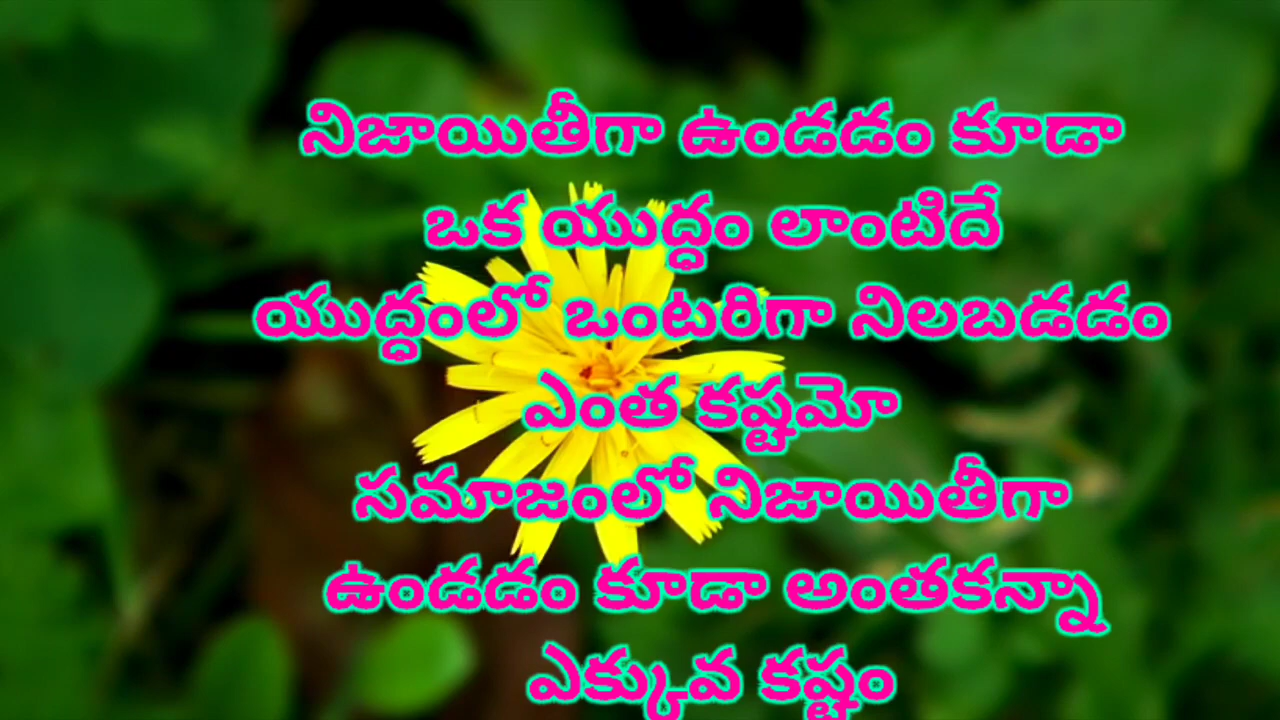 నిజాయితీగా ఉండడం కూడా
ఒక యుద్ధం లాంటిదే
యుద్ధంలో ఒంటరిగా నిలబడడం
ఎంత కష్టమో
సమాజంలో నిజాయితీగా
ఉండడం కూడా అంతకన్నా
ఎక్కువ కష్టం